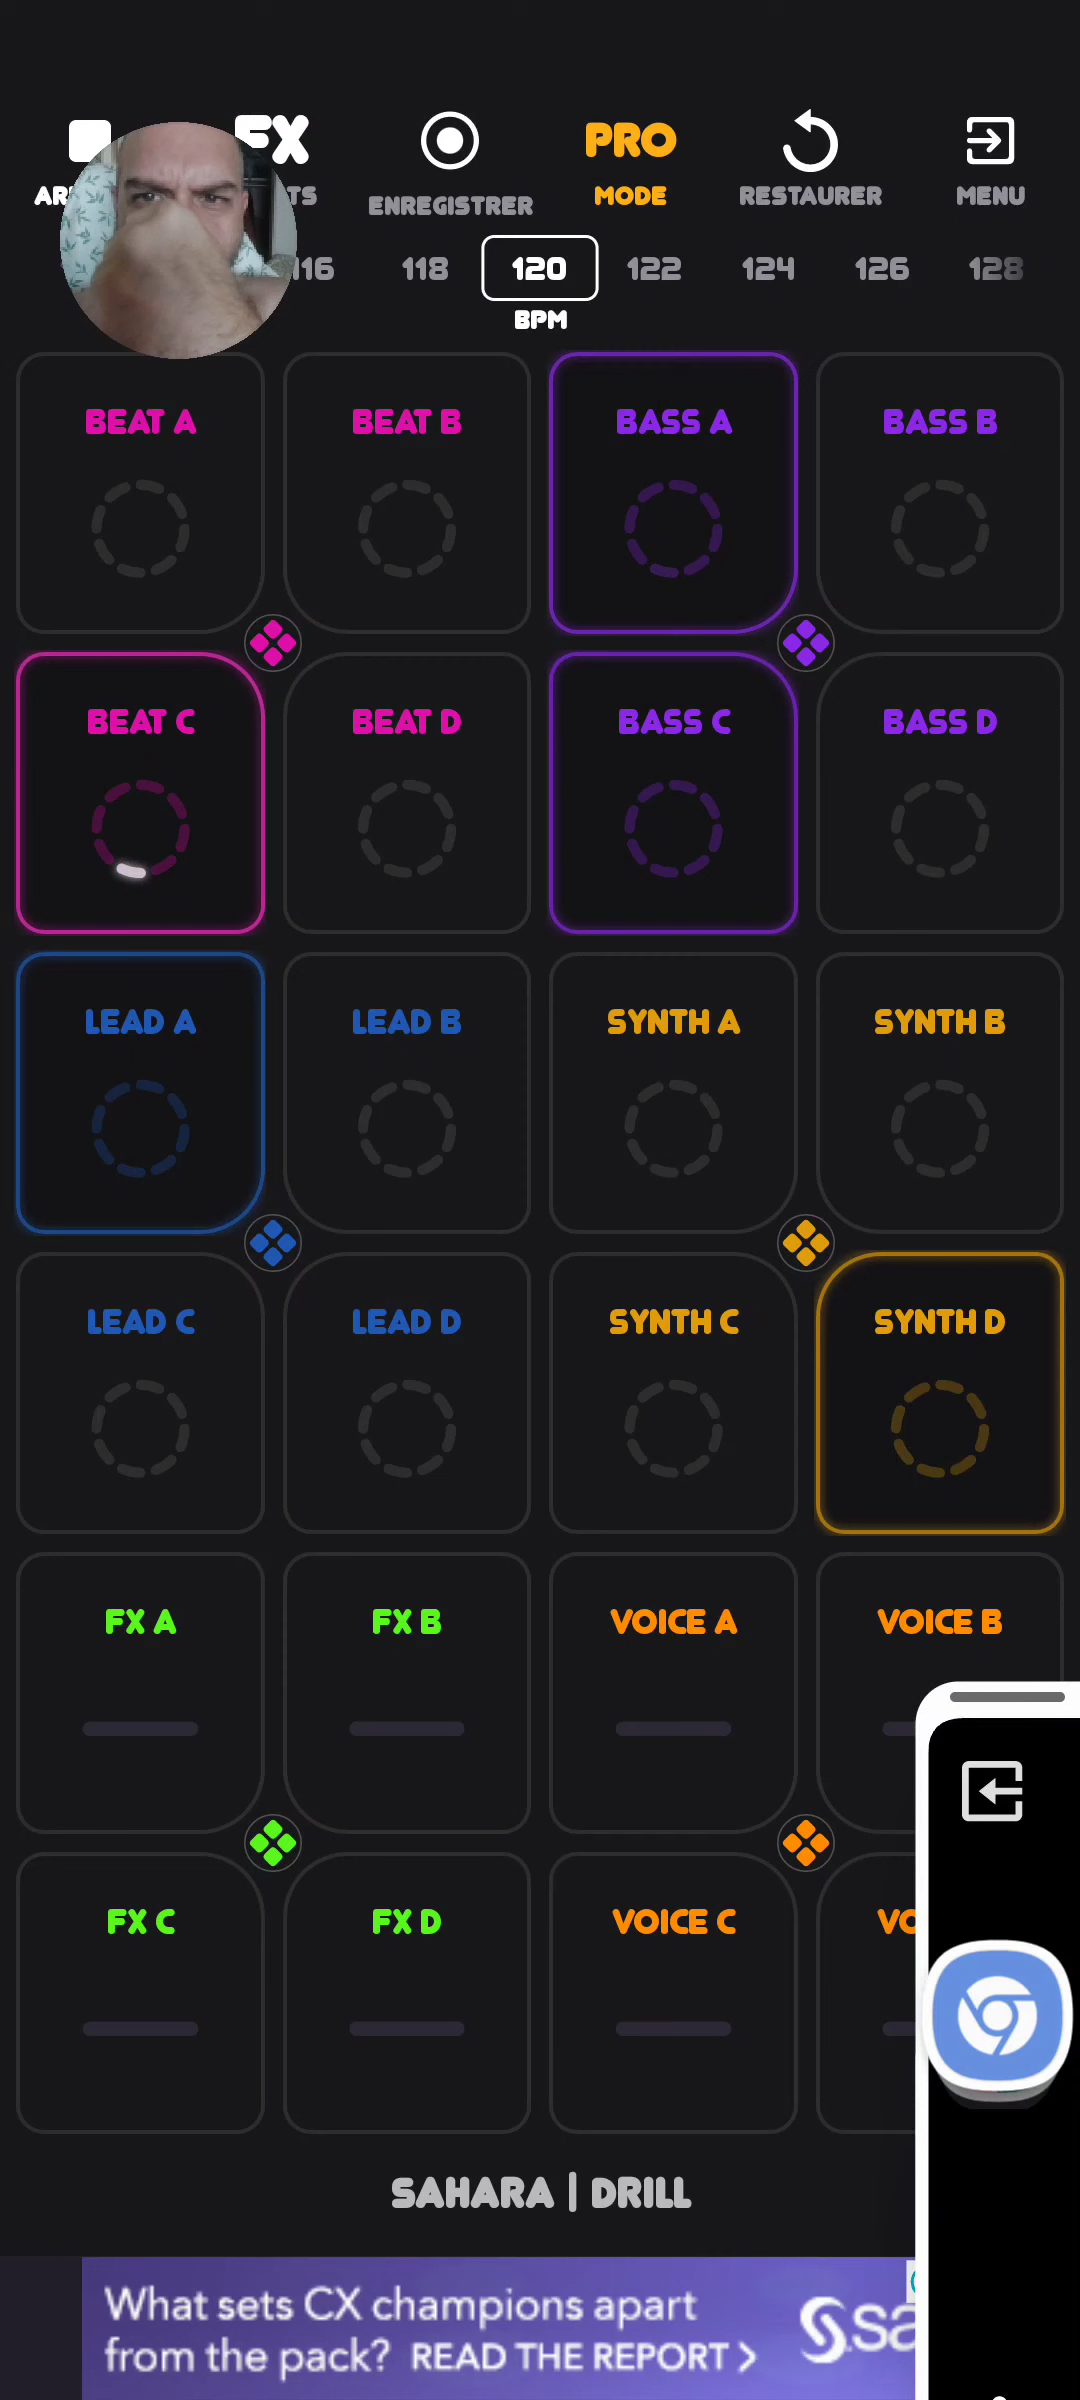 FX
ENREGISTRER
PRO
MODE
RESTAURER
MENU
116 118 120 122 124 126 128
BPM
BEAT A BEAT B BASS A BASS B
BEAT C BEAT D BASS C BASS D
LEAD A LEAD B SYNTH A SYNTH B
LEAD C LEAD D SYNTH C SYNTH D
FX A FX B VOICE A VOICE B
FX C FX D VOICE C
SAHARA | DRILL
What sets CX champions apart
from the pack? READ THE REPORT >